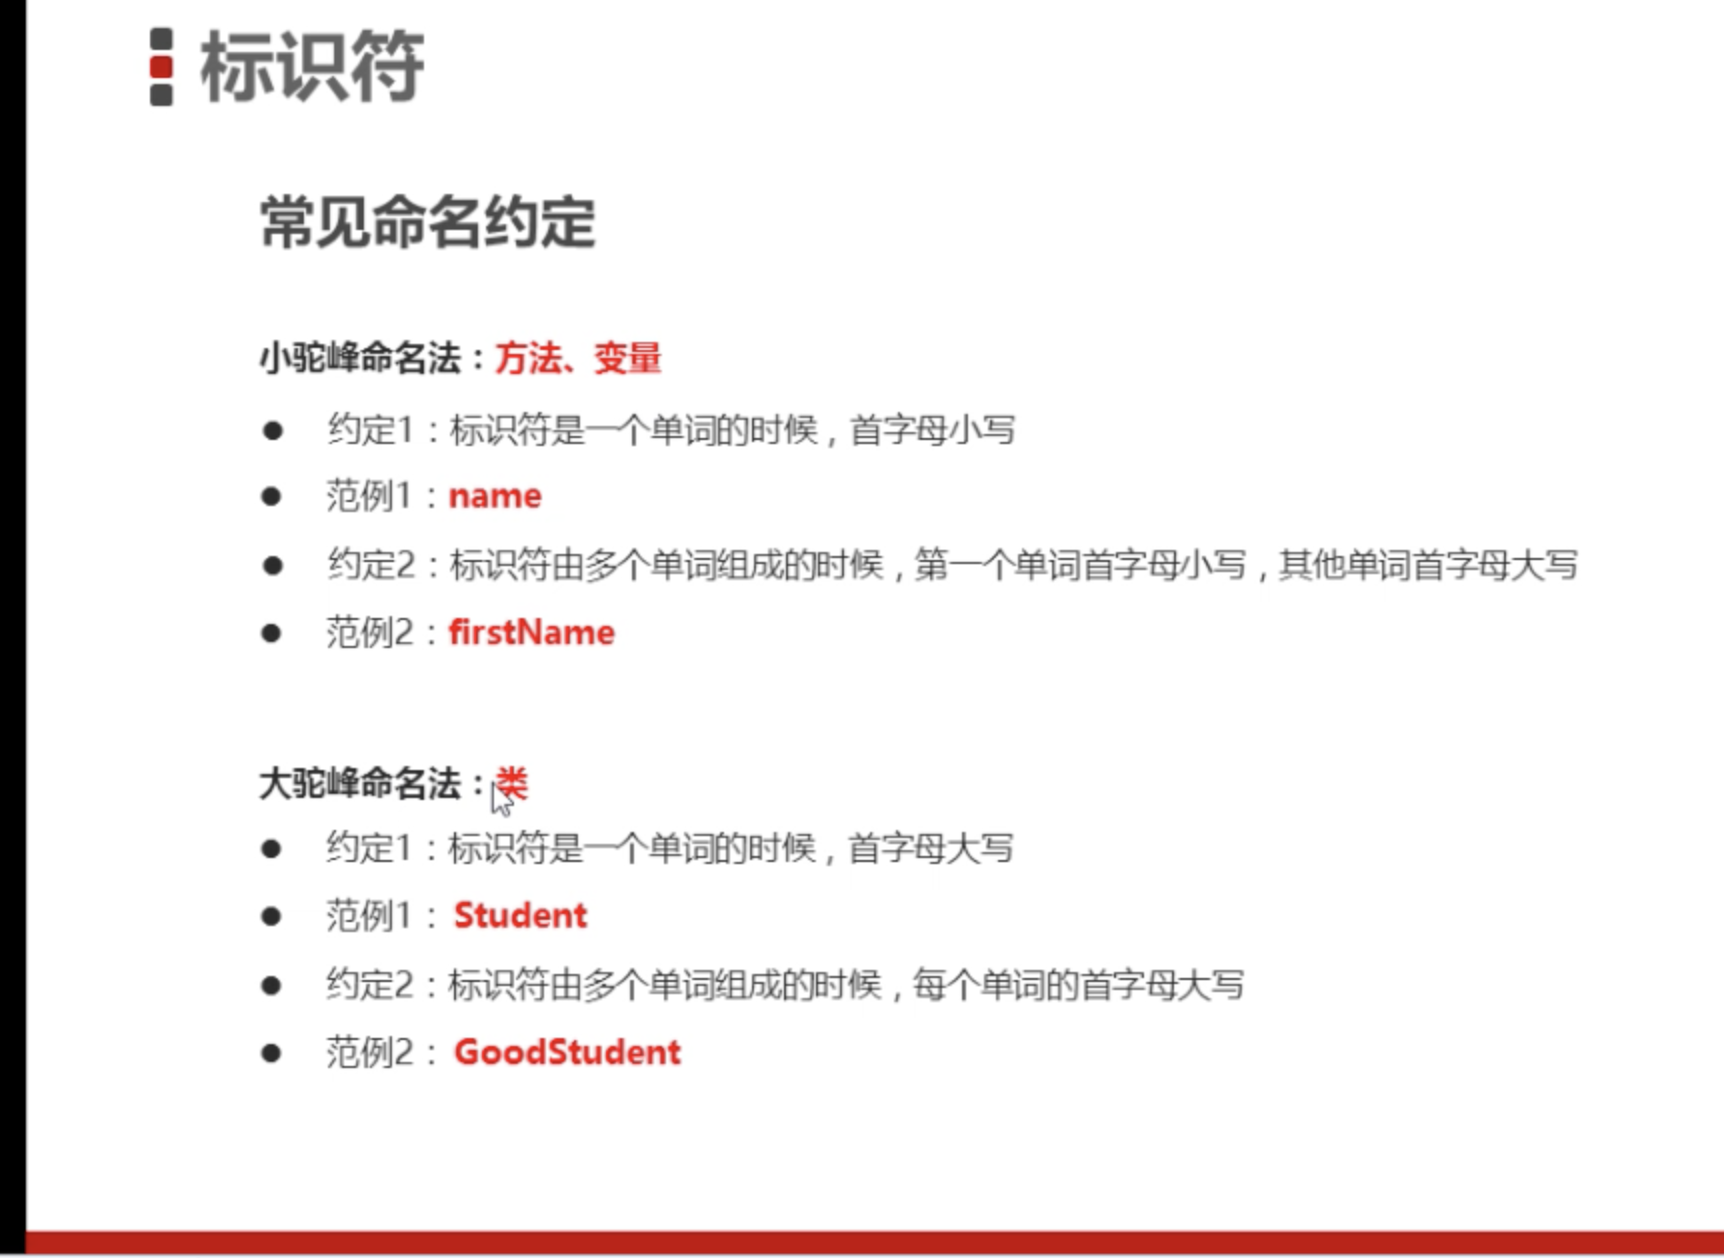 标识符
常见命名约定
小驼峰命名法：方法、变量
● 约定1：标识符是一个单词的时候，首字母小写
● 范例1：name
● 约定2：标识符由多个单词组成的时候，第一个单词首字母小写，其他单词首字母大写
● 范例2：firstName
大驼峰命名法：类
● 约定1：标识符是一个单词的时候，首字母大写
● 范例1：Student
● 约定2：标识符由多个单词组成的时候，每个单词的首字母大写
● 范例2：GoodStudent